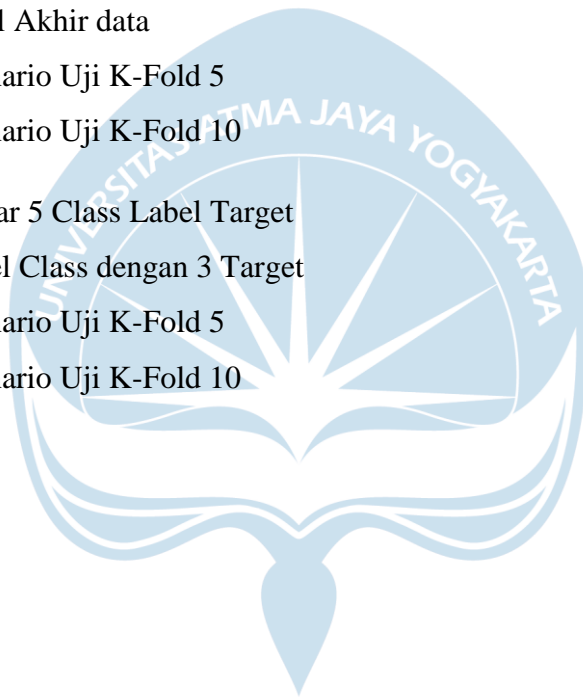 l Akhir data
ario Uji K-Fold 5
ario Uji K-Fold 10
ar 5 Class Label Target
el Class dengan 3 Target
ario Uji K-Fold 5
ario Uji K-Fold 10
UNIVERSITAS ATMA JAYA YOGYAKARTA